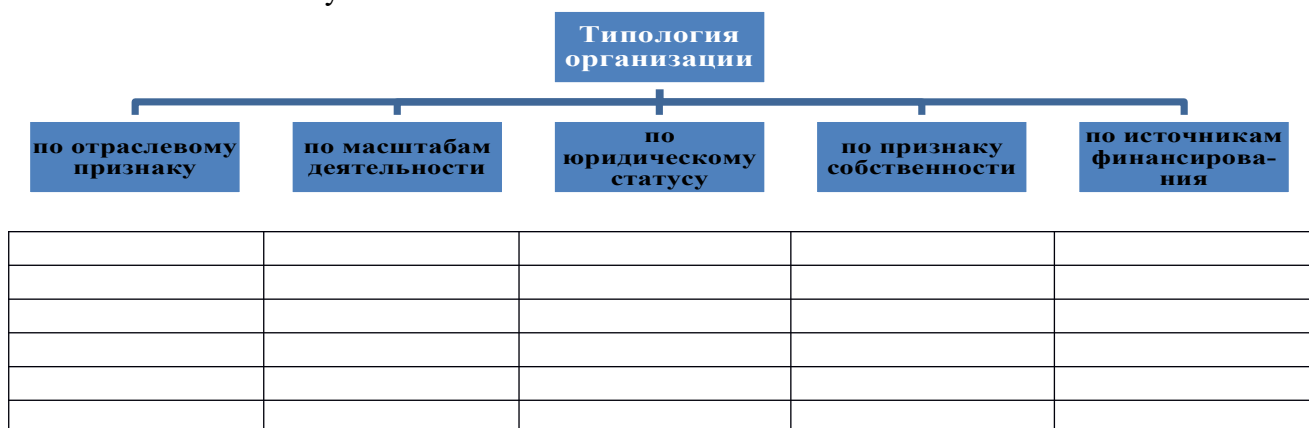 у
Типология
организации
по отраслевому
признаку
по масштабам
деятельности
по
юридическому
статусу
по признаку
собственности
по источникам
финансирова-
ния